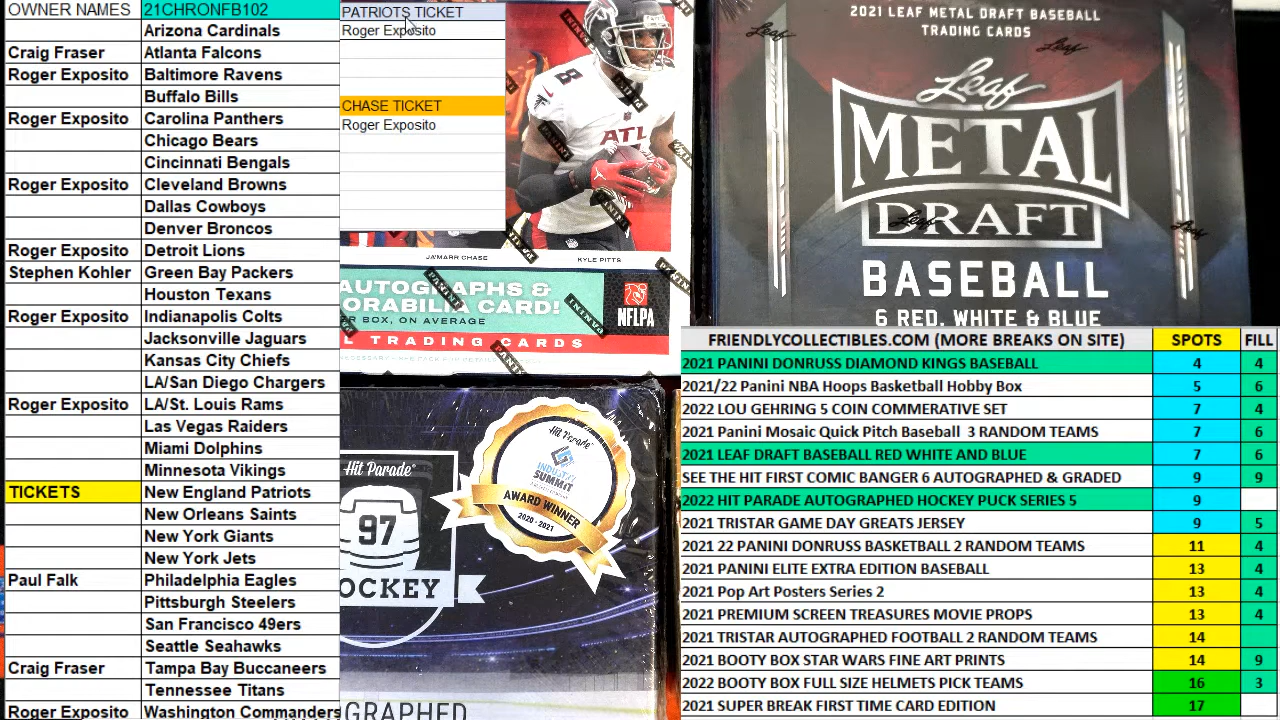 OWNER NAMES 21CHRONFB102
Arizona Cardinals
Craig Fraser Atlanta Falcons
Roger Exposito Baltimore Ravens
Buffalo Bills
Roger Exposito Carolina Panthers
Chicago Bears
Cincinnati Bengals
Roger Exposito Cleveland Browns
Dallas Cowboys
Denver Broncos
Roger Exposito Detroit Lions
Stephen Kohler Green Bay Packers
Houston Texans
Roger Exposito Indianapolis Colts
Jacksonville Jaguars
Kansas City Chiefs
LA/San Diego Chargers
Roger Exposito LA/St. Louis Rams
Las Vegas Raiders
Miami Dolphins
Minnesota Vikings
TICKETS New England Patriots
New Orleans Saints
New York Giants
New York Jets
Paul Falk Philadelphia Eagles
Pittsburgh Steelers
San Francisco 49ers
Seattle Seahawks
Craig Fraser Tampa Bay Buccaneers
Tennessee Titans
Roger Exposito Washington Commanders
PATRIOTS TICKET
Roger Exposito
CHASE TICKET
Roger Exposito
8
ATL
JA'MARR CHASE KYLE PITTS
AUTOGRAPHS &
ORABILIA CARD!
R BOX, ON AVERAGE
NFLPA
L TRADING CARDS
PANINI
Hit Parade
97
OCKEY
GRAPHED
Hit Parade
INDUSTRY
SUMMIT
AWARD WINNER
2020 - 2021
2021 LEAF METAL DRAFT BASEBALL
TRADING CARDS
Leaf
Leaf
Leaf
METAL
DRAFT
Leaf
Leaf
BASEBALL
6 RED, WHITE & BLUE
FRIENDLYCOLLECTIBLES.COM (MORE BREAKS ON SITE) SPOTS FILL
2021 PANINI DONRUSS DIAMOND KINGS BASEBALL 4 4
2021/22 Panini NBA Hoops Basketball Hobby Box 5 6
2022 LOU GEHRING 5 COIN COMMERATIVE SET 7 4
2021 Panini Mosaic Quick Pitch Baseball 3 RANDOM TEAMS 7 6
2021 LEAF DRAFT BASEBALL RED WHITE AND BLUE 7 6
SEE THE HIT FIRST COMIC BANGER 6 AUTOGRAPHED & GRADED 9 9
2022 HIT PARADE AUTOGRAPHED HOCKEY PUCK SERIES 5 9
2021 TRISTAR GAME DAY GREATS JERSEY 9 5
2021 22 PANINI DONRUSS BASKETBALL 2 RANDOM TEAMS 11 4
2021 PANINI ELITE EXTRA EDITION BASEBALL 13 4
2021 Pop Art Posters Series 2 13 4
2021 PREMIUM SCREEN TREASURES MOVIE PROPS 13 4
2021 TRISTAR AUTOGRAPHED FOOTBALL 2 RANDOM TEAMS 14
2021 BOOTY BOX STAR WARS FINE ART PRINTS 14 9
2022 BOOTY BOX FULL SIZE HELMETS PICK TEAMS 16 3
2021 SUPER BREAK FIRST TIME CARD EDITION 17